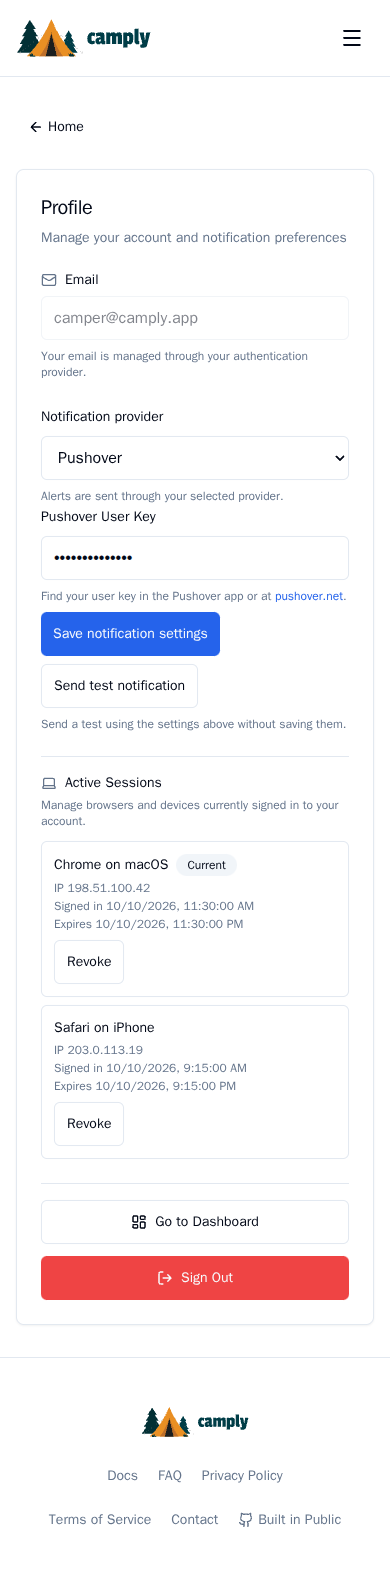 camply
Home
Profile
Manage your account and notification preferences
Email
camper@camply.app
Your email is managed through your authentication
provider.
Notification provider
Pushover
Alerts are sent through your selected provider.
Pushover User Key
••••••••••••••
Find your user key in the Pushover app or at pushover.net.
Save notification settings
Send test notification
Send a test using the settings above without saving them.
Active Sessions
Manage browsers and devices currently signed in to your
account.
Chrome on macOS Current
IP 198.51.100.42
Signed in 10/10/2026, 11:30:00 AM
Expires 10/10/2026, 11:30:00 PM
Revoke
Safari on iPhone
IP 203.0.113.19
Signed in 10/10/2026, 9:15:00 AM
Expires 10/10/2026, 9:15:00 PM
Revoke
Go to Dashboard
Sign Out
camply
Docs FAQ Privacy Policy
Terms of Service Contact Built in Public